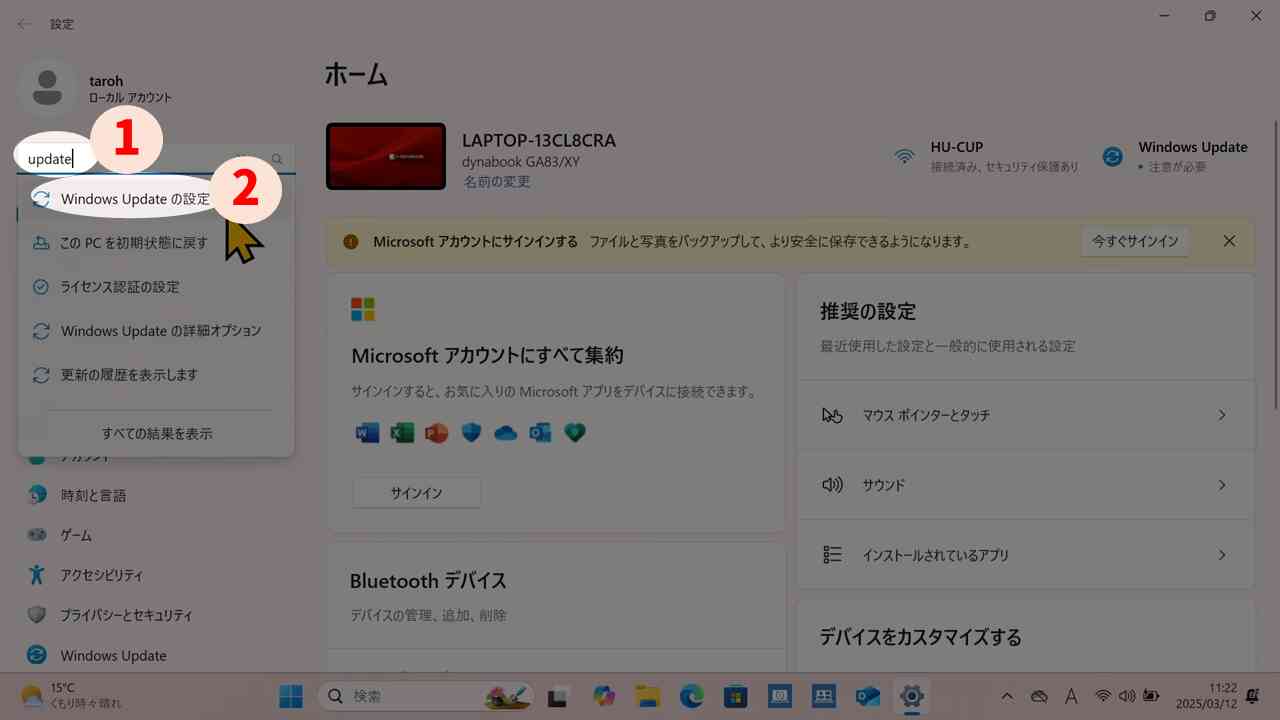 設定
taroh
ローカル アカウント
1
update
2
Windows Update の設定
この PC を初期状態に戻す
ライセンス認証の設定
Windows Update の詳細オプション
更新の履歴を表示します
すべての結果を表示
アカウント
時刻と言語
ゲーム
アクセシビリティ
プライバシーとセキュリティ
Windows Update
ホーム
LAPTOP-13CL8CRA
dynabook GA83/XY
名前の変更
HU-CUP
接続済み、セキュリティ保護あり
Windows Update
• 注意が必要
Microsoft アカウントにサインインする ファイルと写真をバックアップして、より安全に保存できるようになります。
今すぐサインイン
Microsoft アカウントにすべて集約
サインインすると、お気に入りの Microsoft アプリをデバイスに接続できます。
サインイン
Bluetooth デバイス
デバイスの管理、追加、削除
推奨の設定
最近使用した設定と一般的に使用される設定
マウス ポインターとタッチ
サウンド
インストールされているアプリ
デバイスをカスタマイズする
15°C
くもり時々晴れ
検索
A
11:22
2025/03/12